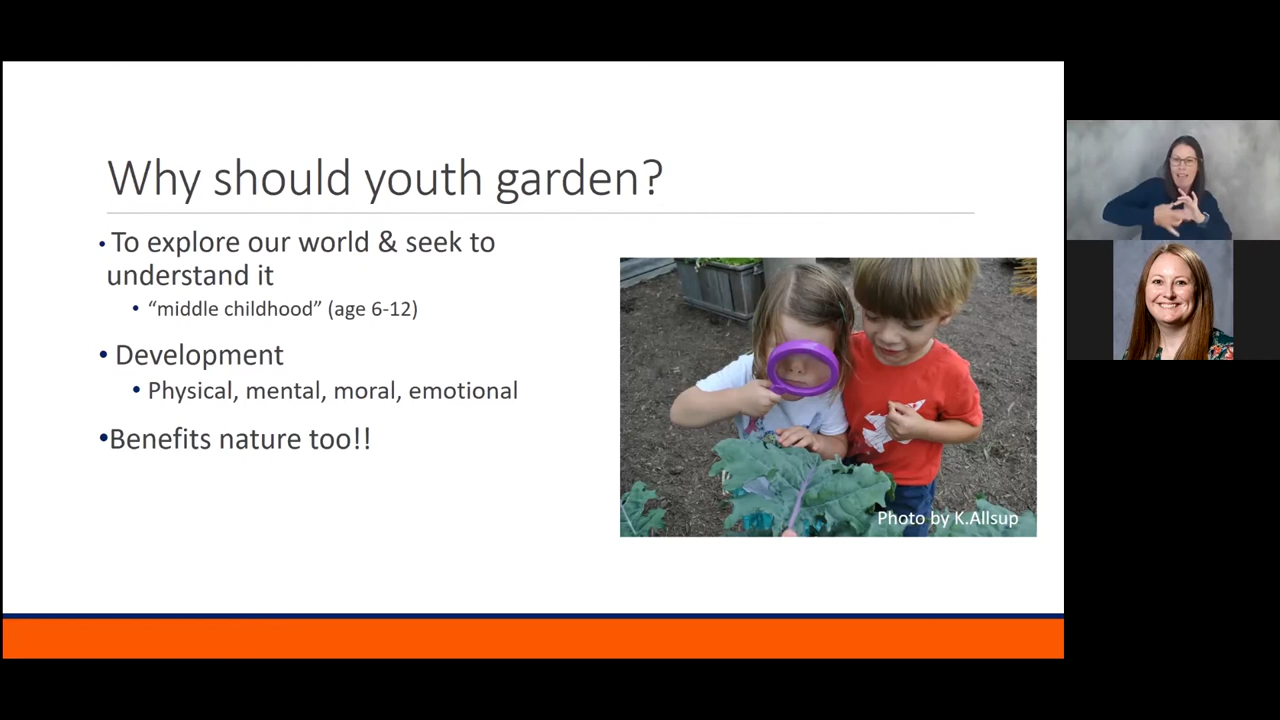 Why should youth garden?
• To explore our world & seek to
understand it
• “middle childhood” (age 6-12)
• Development
• Physical, mental, moral, emotional
•Benefits nature too!!
Photo by K.Allsup